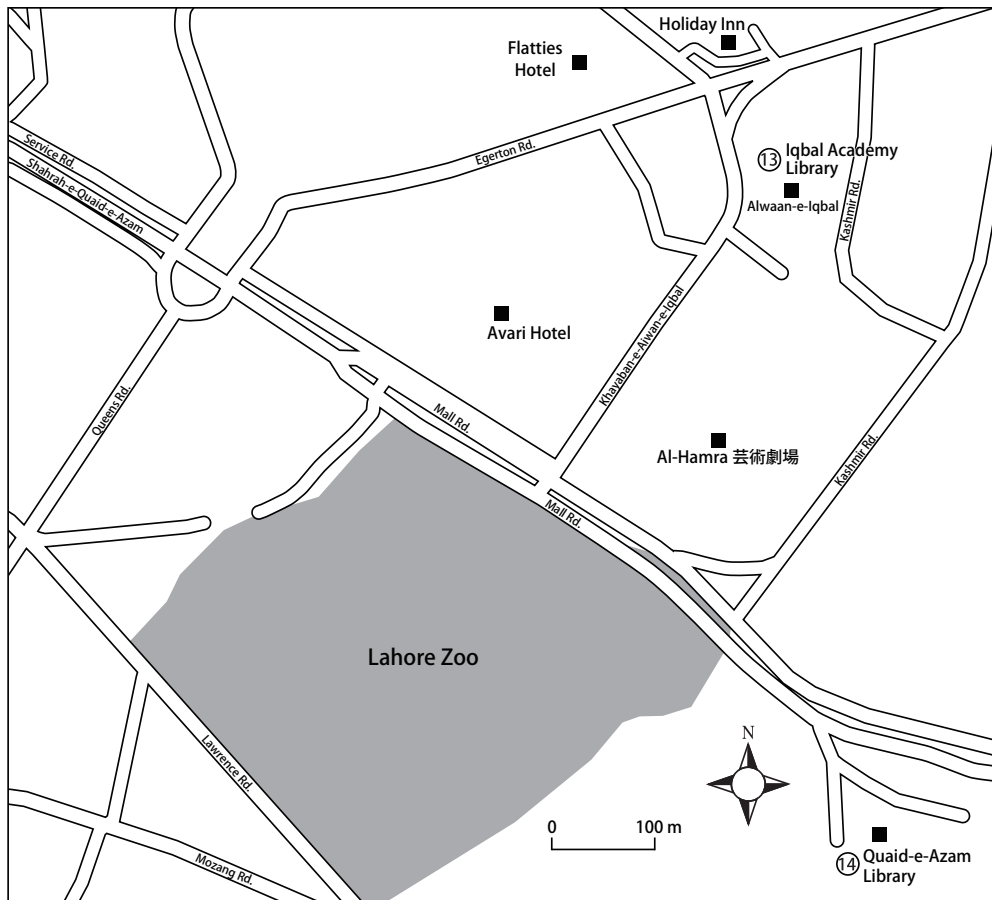 Holiday Inn
Flatties
Hotel
Service Rd.
Shahrah-e-Quaid-e-Azam
Egerton Rd.
⑬ Iqbal Academy
Library
Alwaan-e-Iqbal
Kashmir Rd.
Avari Hotel
Khayaban-e-Aiwan-e-Iqbal
Queens Rd.
Mall Rd.
Al-Hamra 芸術劇場
Kashmir Rd.
Mall Rd.
Lahore Zoo
Lawrence Rd.
N
0 100 m
Mozang Rd.
⑭ Quaid-e-Azam
Library